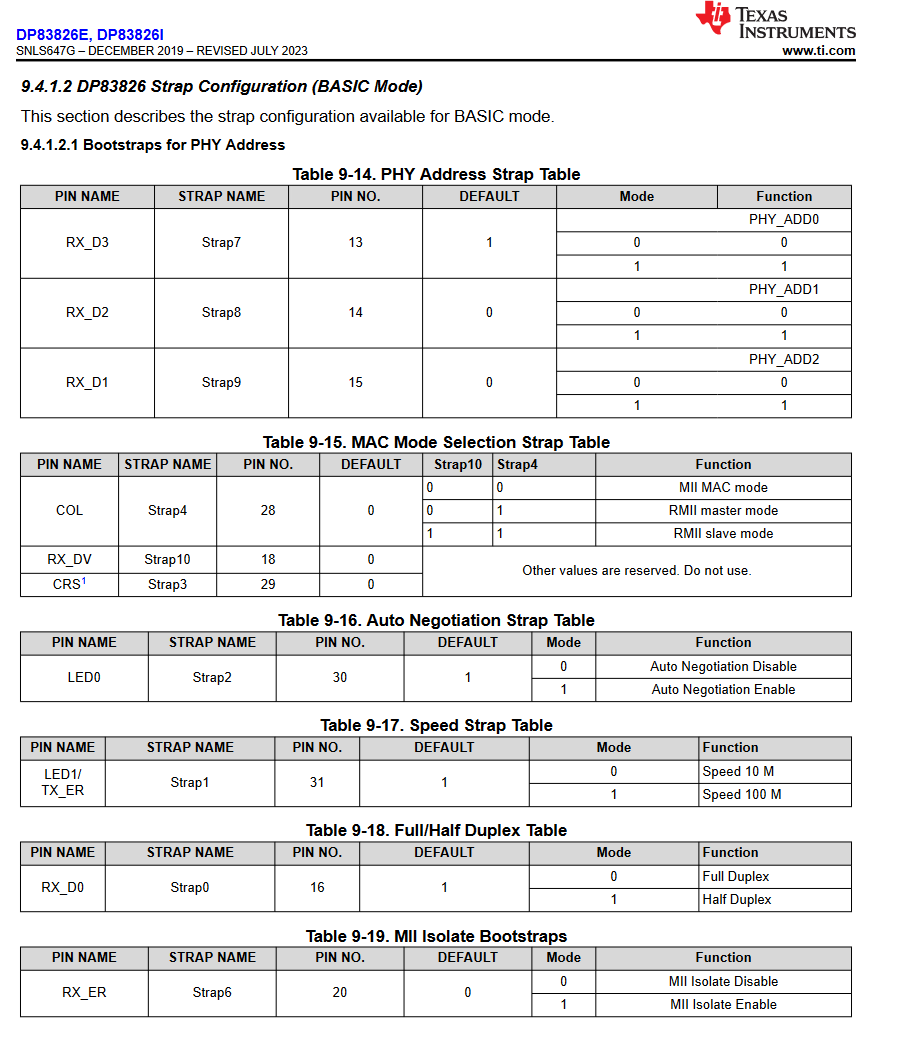 TEXAS
INSTRUMENTS
DP83826E, DP83826I
SNLS647G – DECEMBER 2019 – REVISED JULY 2023
www.ti.com
9.4.1.2 DP83826 Strap Configuration (BASIC Mode)
This section describes the strap configuration available for BASIC mode.
9.4.1.2.1 Bootstraps for PHY Address
Table 9-14. PHY Address Strap Table
PIN NAME STRAP NAME PIN NO. DEFAULT Mode Function
PHY_ADD0
RX_D3 Strap7 13 1 0 0
1 1
PHY_ADD1
RX_D2 Strap8 14 0 0 0
1 1
PHY_ADD2
RX_D1 Strap9 15 0 0 0
1 1
Table 9-15. MAC Mode Selection Strap Table
PIN NAME STRAP NAME PIN NO. DEFAULT Strap10 Strap4 Function
0 0 MII MAC mode
COL Strap4 28 0 0 1 RMII master mode
1 1 RMII slave mode
RX_DV Strap10 18 0
Other values are reserved. Do not use.
CRS1 Strap3 29 0
Table 9-16. Auto Negotiation Strap Table
PIN NAME STRAP NAME PIN NO. DEFAULT Mode Function
LED0 Strap2 30 1 0 Auto Negotiation Disable
1 Auto Negotiation Enable
Table 9-17. Speed Strap Table
PIN NAME STRAP NAME PIN NO. DEFAULT Mode Function
LED1/ 0 Speed 10 M
TX_ER Strap1 31 1 1 Speed 100 M
Table 9-18. Full/Half Duplex Table
PIN NAME STRAP NAME PIN NO. DEFAULT Mode Function
RX_D0 Strap0 16 1 0 Full Duplex
1 Half Duplex
Table 9-19. MII Isolate Bootstraps
PIN NAME STRAP NAME PIN NO. DEFAULT Mode Function
RX_ER Strap6 20 0 0 MII Isolate Disable
1 MII Isolate Enable